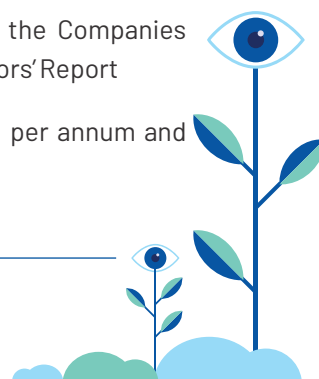 the Companies
ors' Report
per annum and